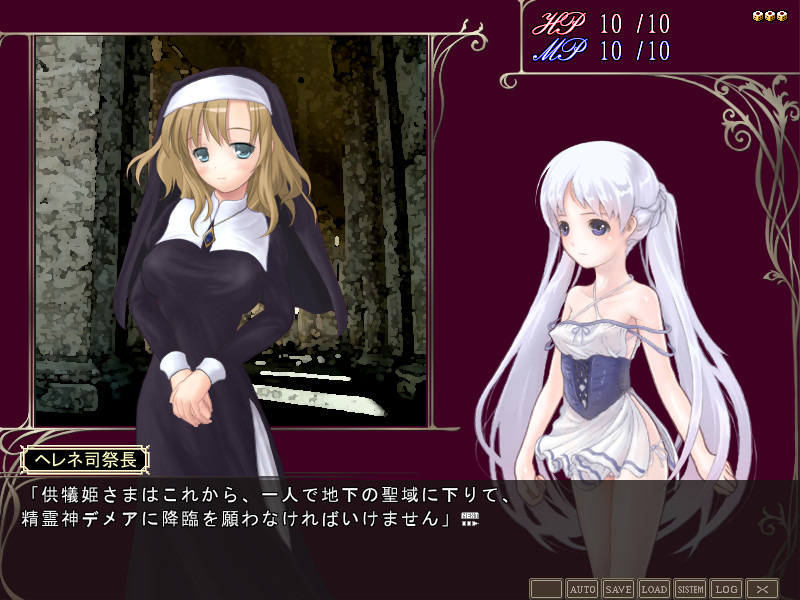 HP 10 /10
MP 10 /10
ヘレネ司祭長
「供犠姫さまはこれから、一人で地下の聖域に下りて、
精霊神デメアに降臨を願わなければいけません」 NEXT
AUTO SAVE LOAD SISTEM LOG